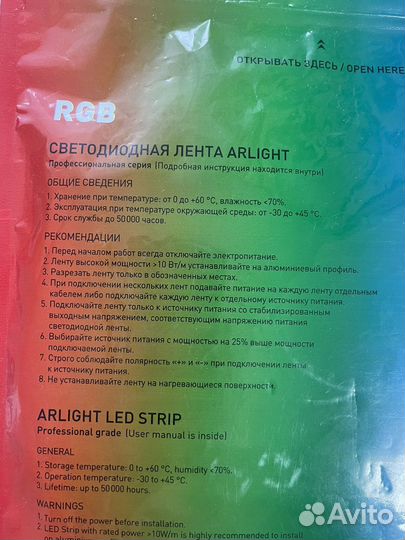 ОТКРЫВАТЬ ЗДЕСЬ / OPEN HERE
RGB
СВЕТОДИОДНАЯ ЛЕНТА ARLIGHT
Профессиональная серия (Подробная инструкция находится внутри)
ОБЩИЕ СВЕДЕНИЯ
1. Хранение при температуре: от 0 до +60 °C, влажность <70%.
2. Эксплуатация при температуре окружающей среды: от -30 до +45 °C.
3. Срок службы до 50 000 часов.
РЕКОМЕНДАЦИИ
1. Перед началом работ всегда отключайте электропитание.
2. Ленту высокой мощности >10 Вт/м устанавливайте на алюминиевый профиль.
3. Разрезать ленту только в обозначенных местах.
4. При подключении нескольких лент подавайте питание на каждую ленту отдельным
кабелем либо подключайте каждую ленту к отдельному источнику питания.
5. Подключайте ленту только к источнику питания со стабилизированным
выходным напряжением, соответствующим напряжению питания
светодиодной ленты.
6. Выбирайте источник питания с мощностью на 25% выше мощности
подключаемой ленты.
7. Строго соблюдайте полярность «+» и «-» при подключении ленты
к источнику питания.
8. Не устанавливайте ленту на нагревающиеся поверхности.
ARLIGHT LED STRIP
Professional grade (User manual is inside)
GENERAL
1. Storage temperature: 0 to +60 °C, humidity <70%.
2. Operation temperature: -30 to +45 °C.
3. Lifetime: up to 50 000 hours.
WARNINGS
1. Turn off the power before installation.
2. LED Strip with rated power >10W/m is highly recommended to install
on
Avito